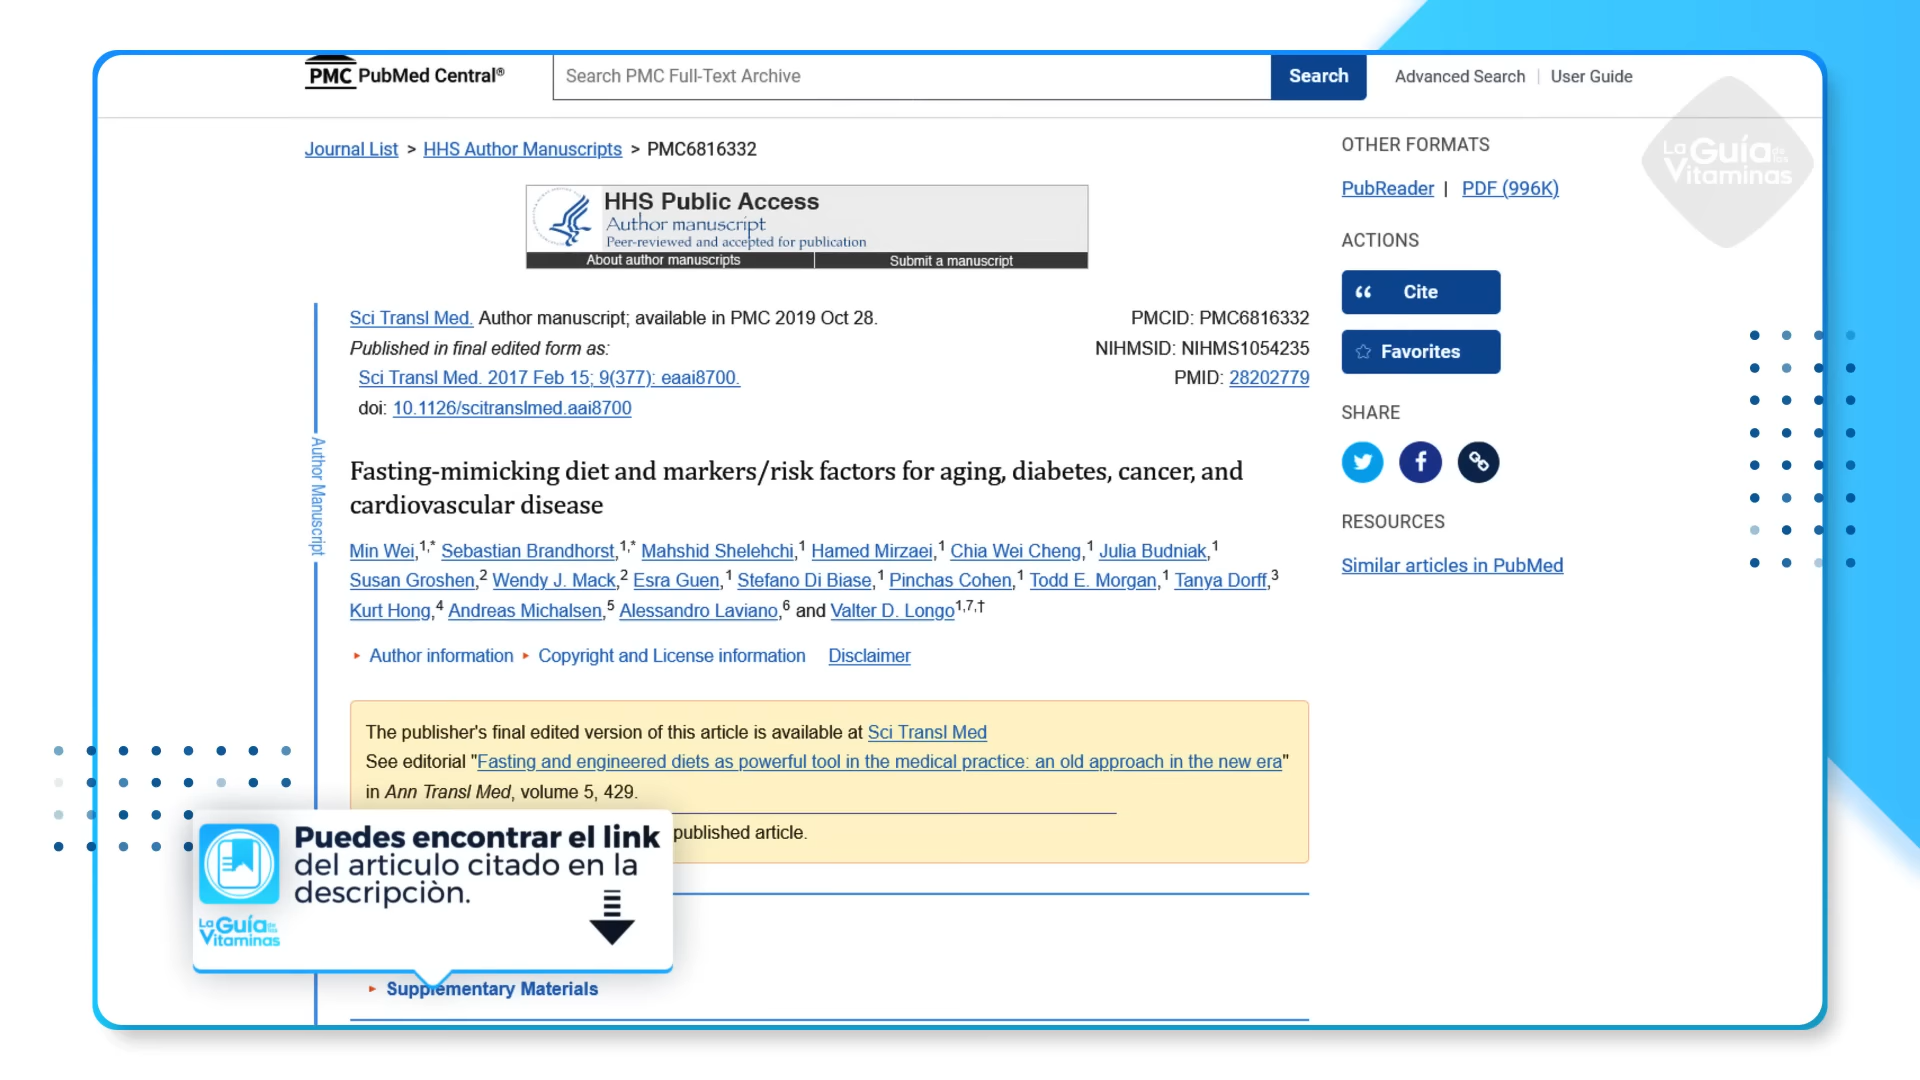 PMC PubMed Central®
Search PMC Full-Text Archive
Search
Advanced Search | User Guide
La Guía de las Vitaminas
Journal List > HHS Author Manuscripts > PMC6816332
HHS Public Access
Author manuscript
Peer-reviewed and accepted for publication
About author manuscripts
Submit a manuscript
OTHER FORMATS
PubReader | PDF (996K)
ACTIONS
Cite
Favorites
SHARE
RESOURCES
Similar articles in PubMed
Author Manuscript
Sci Transl Med. Author manuscript; available in PMC 2019 Oct 28.
Published in final edited form as:
Sci Transl Med. 2017 Feb 15; 9(377): eaai8700.
doi: 10.1126/scitranslmed.aai8700
PMCID: PMC6816332
NIHMSID: NIHMS1054235
PMID: 28202779
Fasting-mimicking diet and markers/risk factors for aging, diabetes, cancer, and
cardiovascular disease
Min Wei,1,* Sebastian Brandhorst,1,* Mahshid Shelehchi,1 Hamed Mirzaei,1 Chia Wei Cheng,1 Julia Budniak,1
Susan Groshen,2 Wendy J. Mack,2 Esra Guen,1 Stefano Di Biase,1 Pinchas Cohen,1 Todd E. Morgan,1 Tanya Dorff,3
Kurt Hong,4 Andreas Michalsen,5 Alessandro Laviano,6 and Valter D. Longo1,7,†
Author information Copyright and License information Disclaimer
The publisher's final edited version of this article is available at Sci Transl Med
See editorial "Fasting and engineered diets as powerful tool in the medical practice: an old approach in the new era"
in Ann Transl Med, volume 5, 429.
published article.
Puedes encontrar el link
del articulo citado en la
descripciòn.
La Guía de las Vitaminas
Supplementary Materials